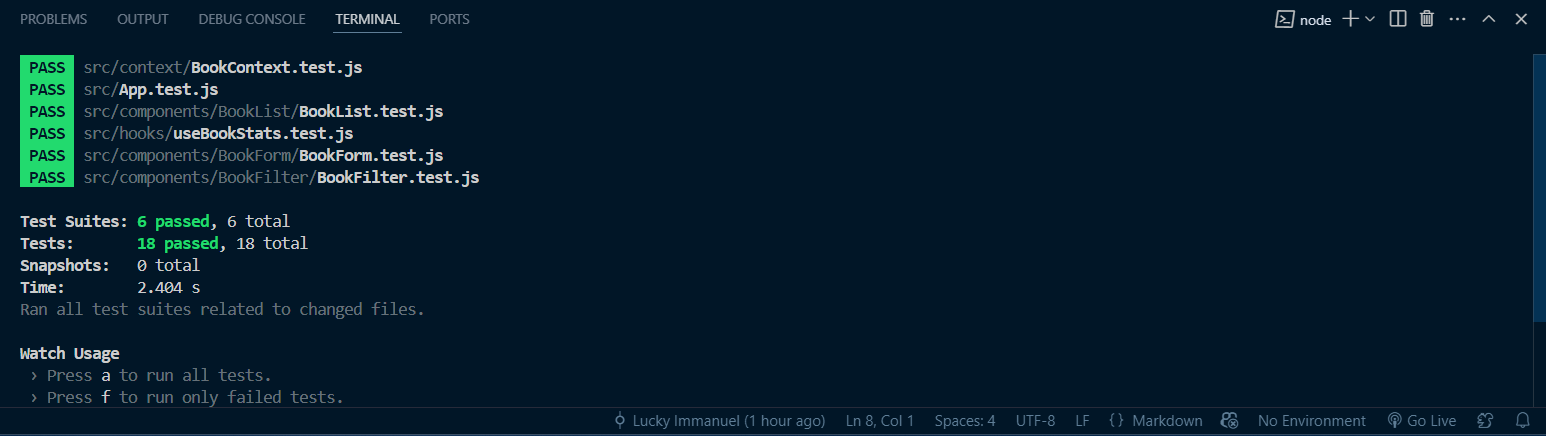 PROBLEMS OUTPUT DEBUG CONSOLE TERMINAL PORTS node
PASS src/context/BookContext.test.js
PASS src/App.test.js
PASS src/components/BookList/BookList.test.js
PASS src/hooks/useBookStats.test.js
PASS src/components/BookForm/BookForm.test.js
PASS src/components/BookFilter/BookFilter.test.js
Test Suites: 6 passed, 6 total
Tests: 18 passed, 18 total
Snapshots: 0 total
Time: 2.404 s
Ran all test suites related to changed files.
Watch Usage
› Press a to run all tests.
› Press f to run only failed tests.
Lucky Immanuel (1 hour ago) Ln 8, Col 1 Spaces: 4 UTF-8 LF {} Markdown No Environment Go Live